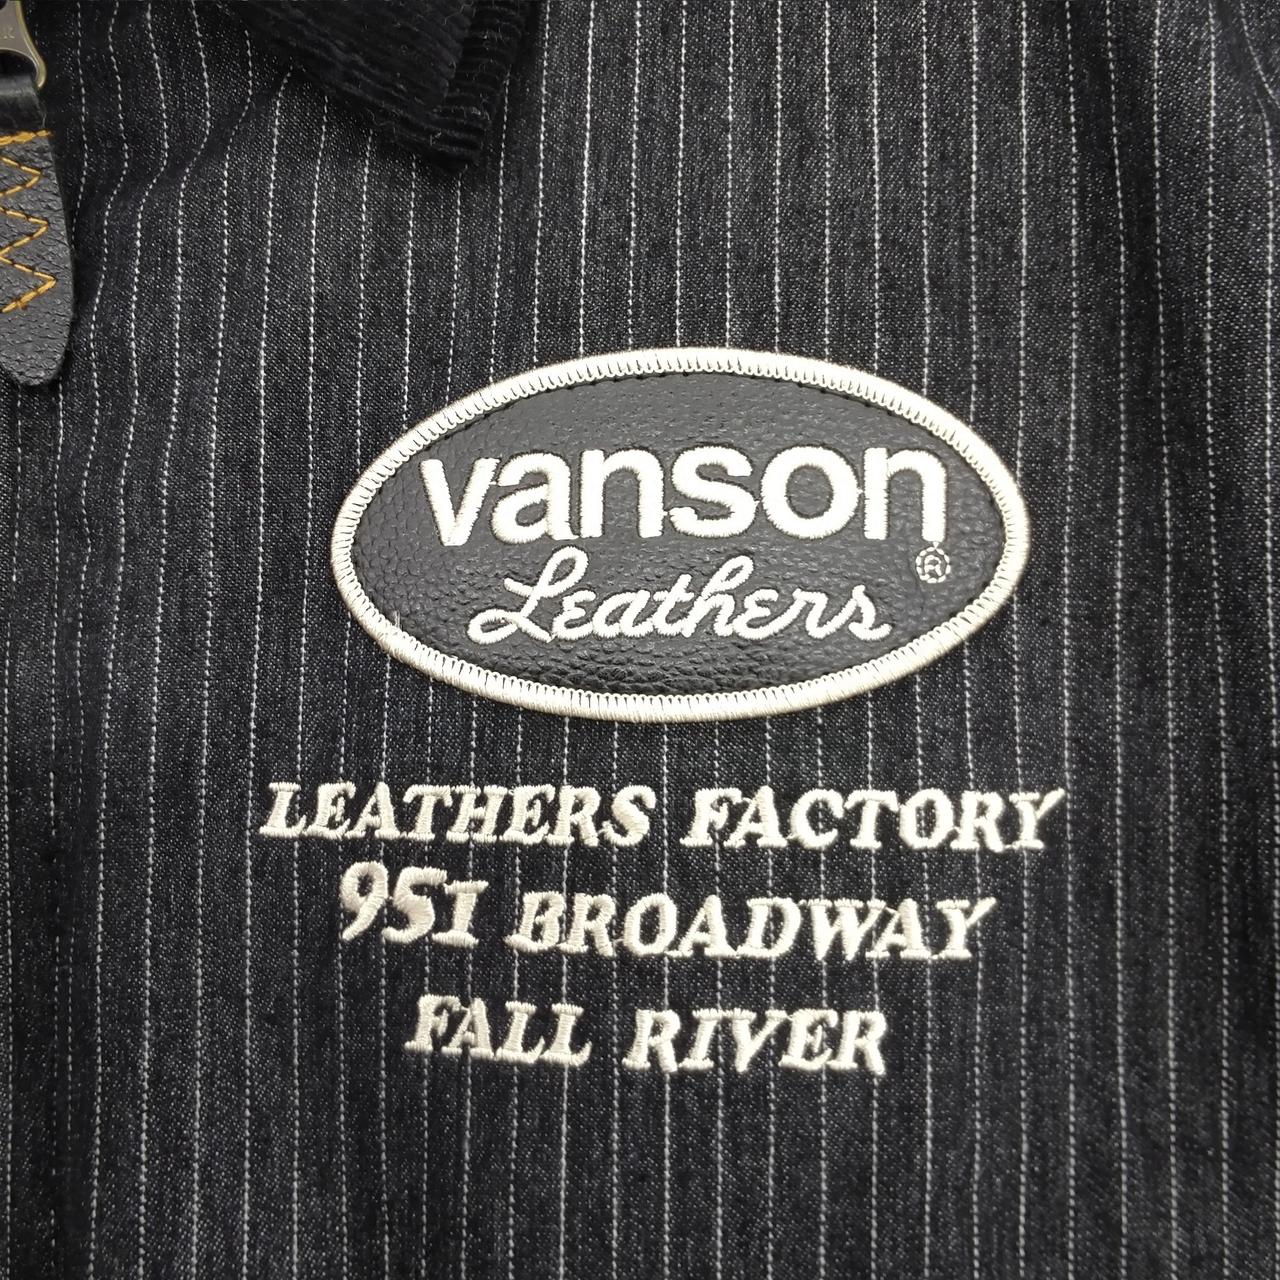 vanson
Leathers ®
LEATHERS FACTORY
951 BROADWAY
FALL RIVER